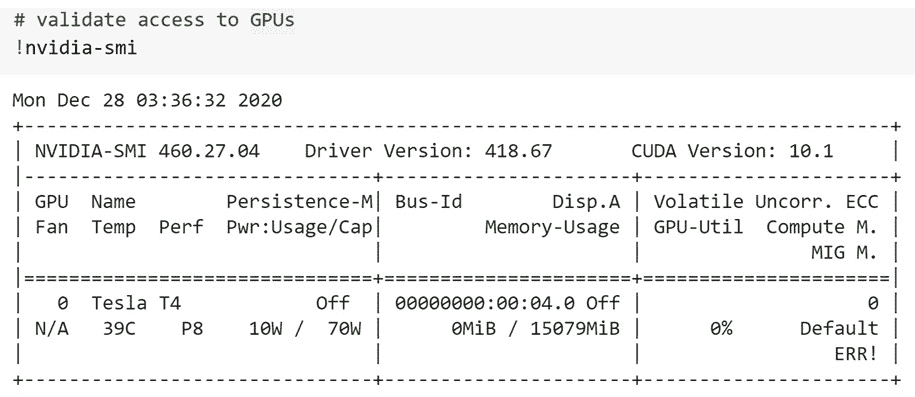 # validate access to GPUs
!nvidia-smi
Mon Dec 28 03:36:32 2020
+-----------------------------------------------------------------------------+
| NVIDIA-SMI 460.27.04    Driver Version: 418.67       CUDA Version: 10.1     |
|-------------------------------+----------------------+----------------------+
| GPU  Name        Persistence-M| Bus-Id        Disp.A | Volatile Uncorr. ECC |
| Fan  Temp  Perf  Pwr:Usage/Cap|         Memory-Usage | GPU-Util  Compute M. |
|                               |                      |               MIG M. |
|===============================+======================+======================|
|   0  Tesla T4            Off  | 00000000:00:04.0 Off |                    0 |
| N/A   39C    P8    10W /  70W |      0MiB / 15079MiB |      0%      Default |
|                               |                      |                 ERR! |
+-------------------------------+----------------------+----------------------+